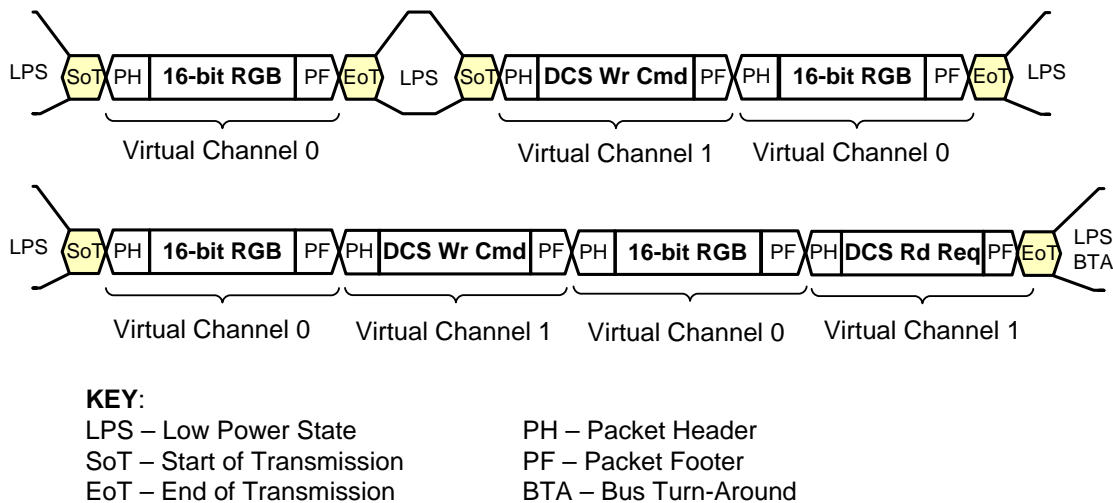 LPS SoT PH 16-bit RGB PF EoT LPS SoT PH DCS Wr Cmd PF PH 16-bit RGB PF EoT LPS
Virtual Channel 0 Virtual Channel 1 Virtual Channel 0
LPS SoT PH 16-bit RGB PF PH DCS Wr Cmd PF PH 16-bit RGB PF PH DCS Rd Req PF EoT LPS
BTA
Virtual Channel 0 Virtual Channel 1 Virtual Channel 0 Virtual Channel 1
KEY:
LPS – Low Power State PH – Packet Header
SoT – Start of Transmission PF – Packet Footer
EoT – End of Transmission BTA – Bus Turn-Around